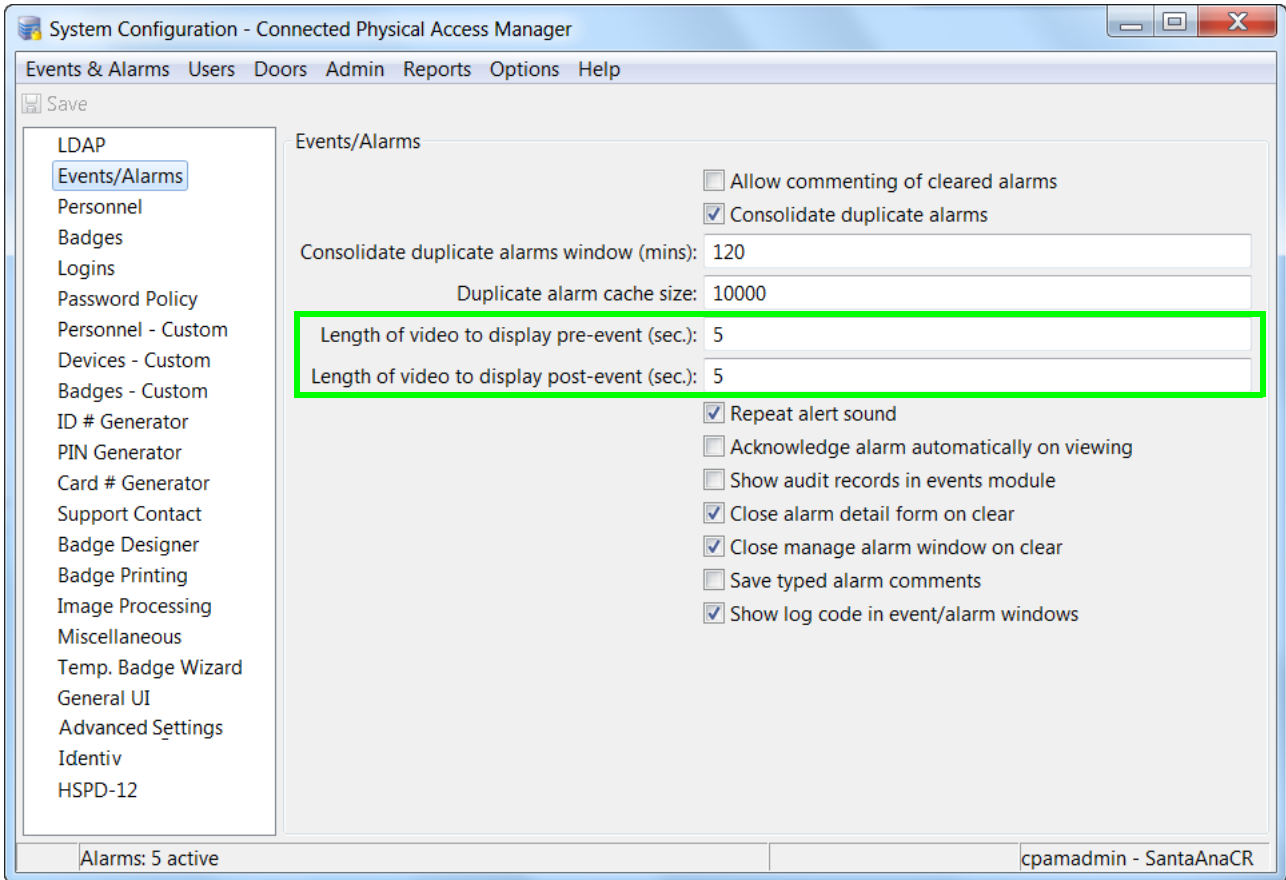 System Configuration - Connected Physical Access Manager
Events & Alarms Users Doors Admin Reports Options Help
Save
LDAP
Events/Alarms
Personnel
Badges
Logins
Password Policy
Personnel - Custom
Devices - Custom
Badges - Custom
ID # Generator
PIN Generator
Card # Generator
Support Contact
Badge Designer
Badge Printing
Image Processing
Miscellaneous
Temp. Badge Wizard
General UI
Advanced Settings
Identiv
HSPD-12
Events/Alarms
Allow commenting of cleared alarms
Consolidate duplicate alarms
Consolidate duplicate alarms window (mins): 120
Duplicate alarm cache size: 10000
Length of video to display pre-event (sec.): 5
Length of video to display post-event (sec.): 5
Repeat alert sound
Acknowledge alarm automatically on viewing
Show audit records in events module
Close alarm detail form on clear
Close manage alarm window on clear
Save typed alarm comments
Show log code in event/alarm windows
Alarms: 5 active
cpamadmin - SantaAnaCR